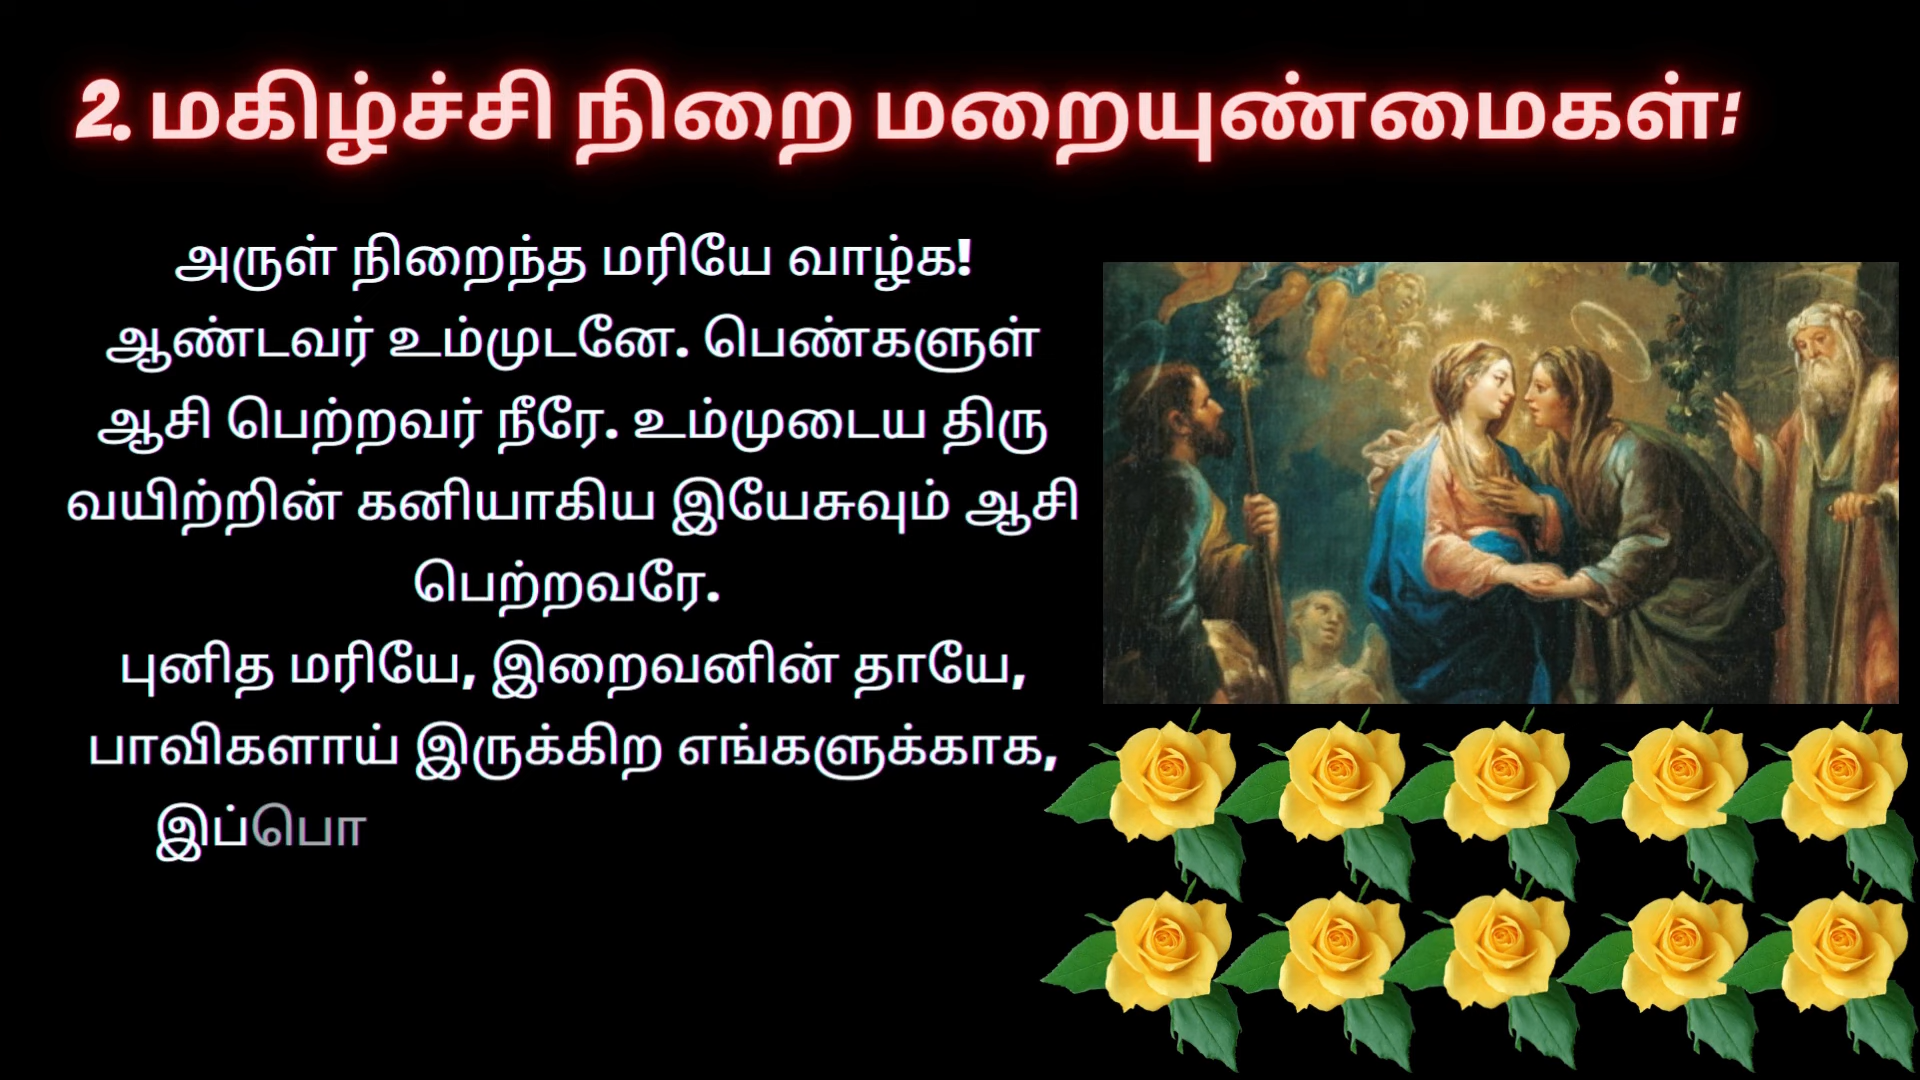 2. மகிழ்ச்சி நிறை மறையுண்மைகள்:
அருள் நிறைந்த மரியே வாழ்க!
ஆண்டவர் உம்முடனே. பெண்களுள்
ஆசி பெற்றவர் நீரே. உம்முடைய திரு
வயிற்றின் கனியாகிய இயேசுவும் ஆசி
பெற்றவரே.
புனித மரியே, இறைவனின் தாயே,
பாவிகளாய் இருக்கிற எங்களுக்காக,
இப்பொ